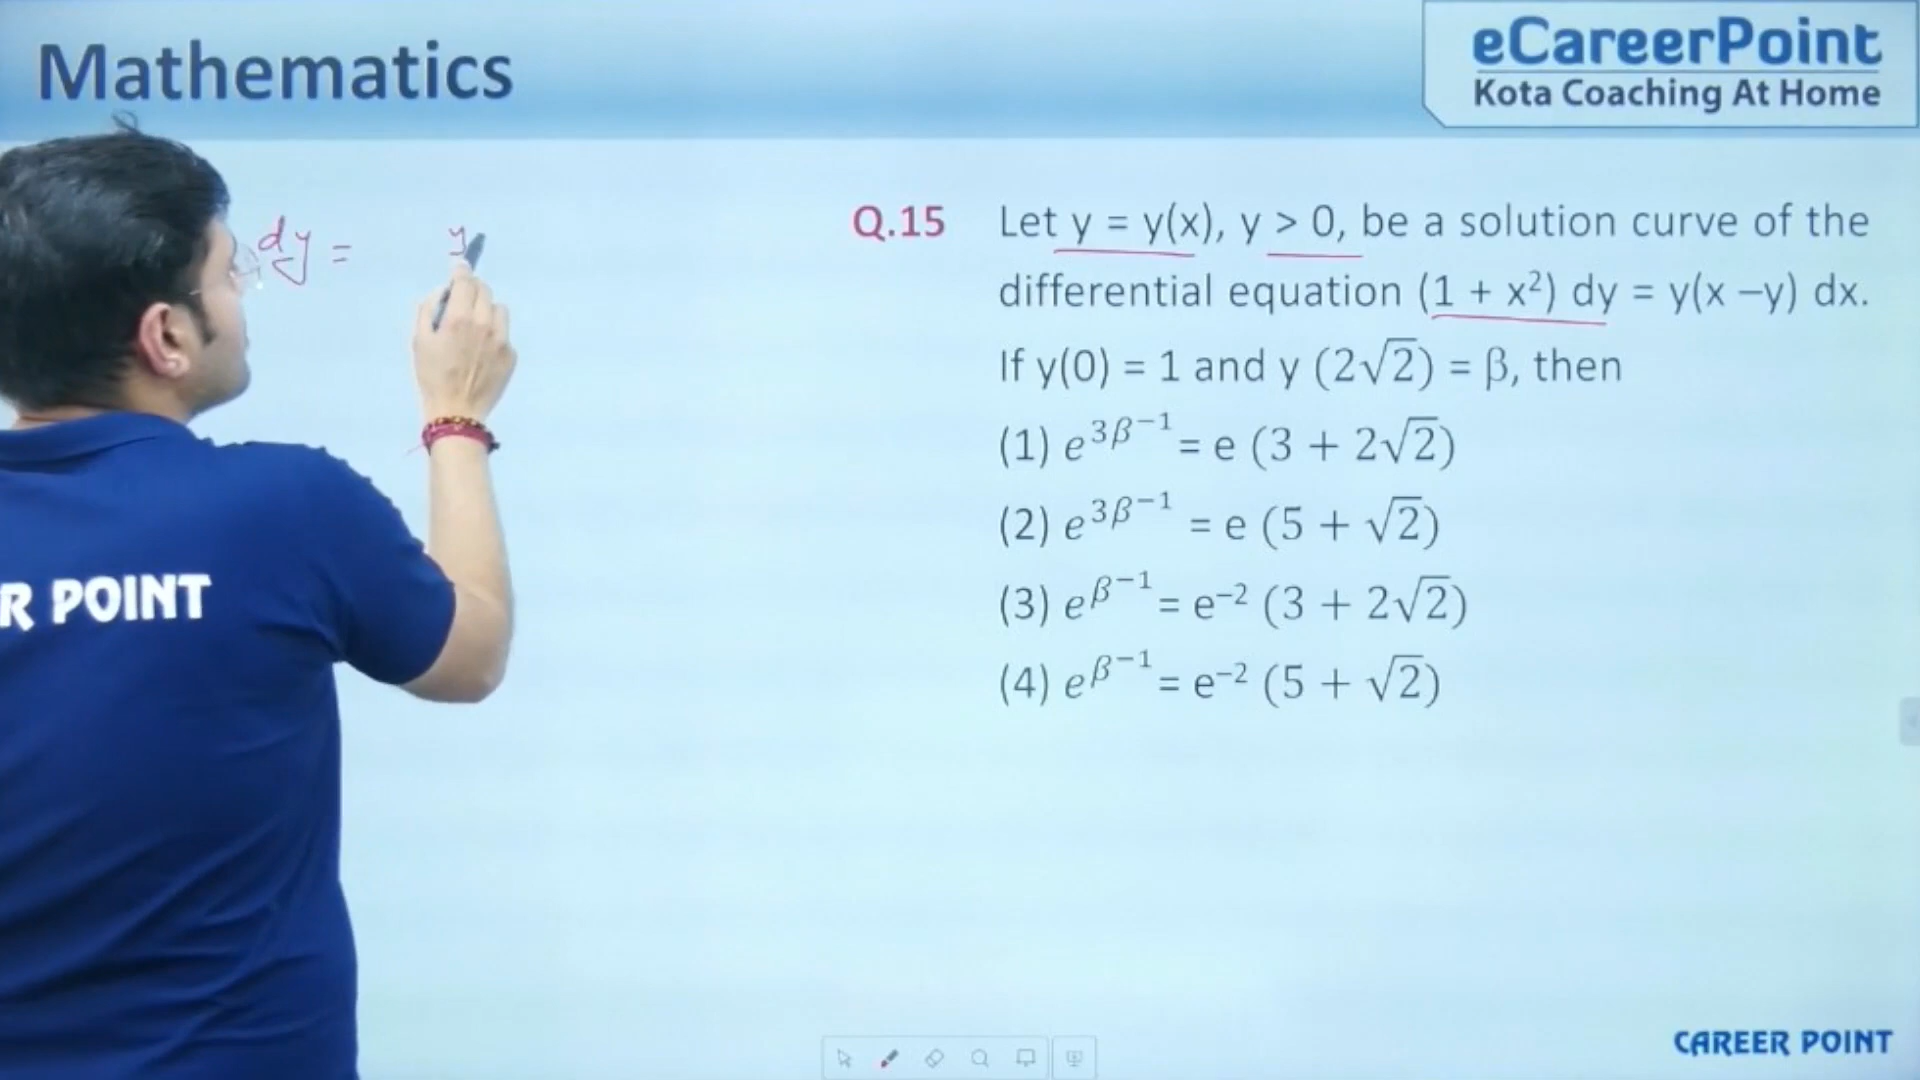 Mathematics
eCareerPoint
Kota Coaching At Home
dy = y
Q.15 Let y = y(x), y > 0, be a solution curve of the
differential equation (1 + x²) dy = y(x –y) dx.
If y(0) = 1 and y (2√2) = β, then
(1) e^{3β⁻¹} = e (3 + 2√2)
(2) e^{3β⁻¹} = e (5 + √2)
(3) e^{β⁻¹} = e⁻² (3 + 2√2)
(4) e^{β⁻¹} = e⁻² (5 + √2)
R POINT
CAREER POINT